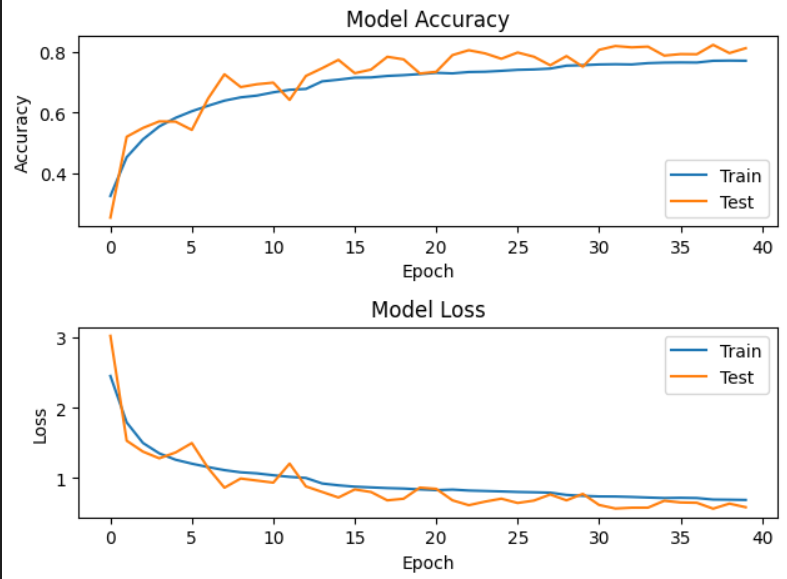 Model Accuracy
0.8
0.6
0.4
Accuracy
Train
Test
0 5 10 15 20 25 30 35 40
Epoch
Model Loss
3
2
1
Loss
Train
Test
0 5 10 15 20 25 30 35 40
Epoch